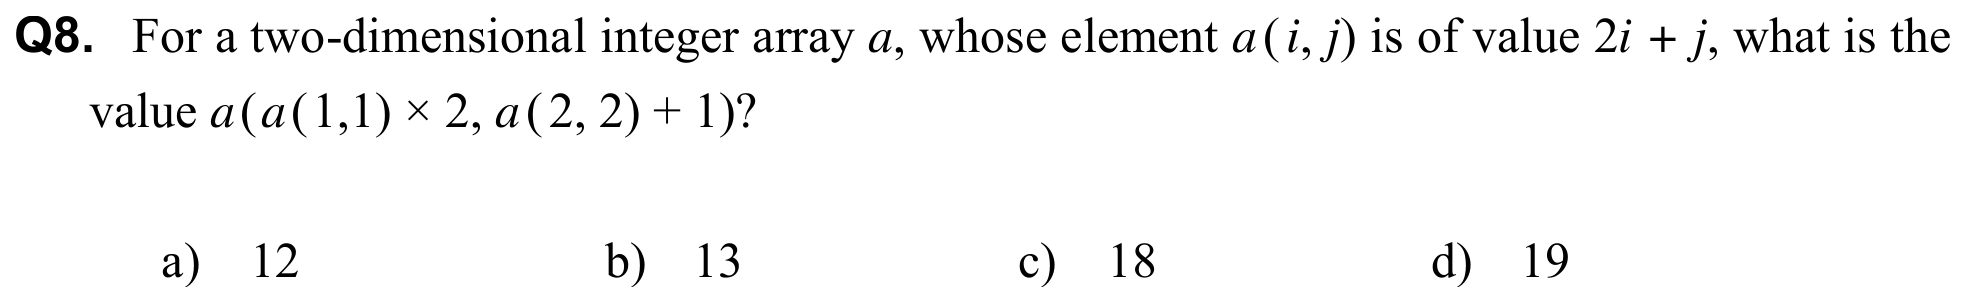 Q8. For a two-dimensional integer array a, whose element a(i, j) is of value 2i + j, what is the
value a(a(1,1) × 2, a(2, 2) + 1)?
a) 12 b) 13 c) 18 d) 19